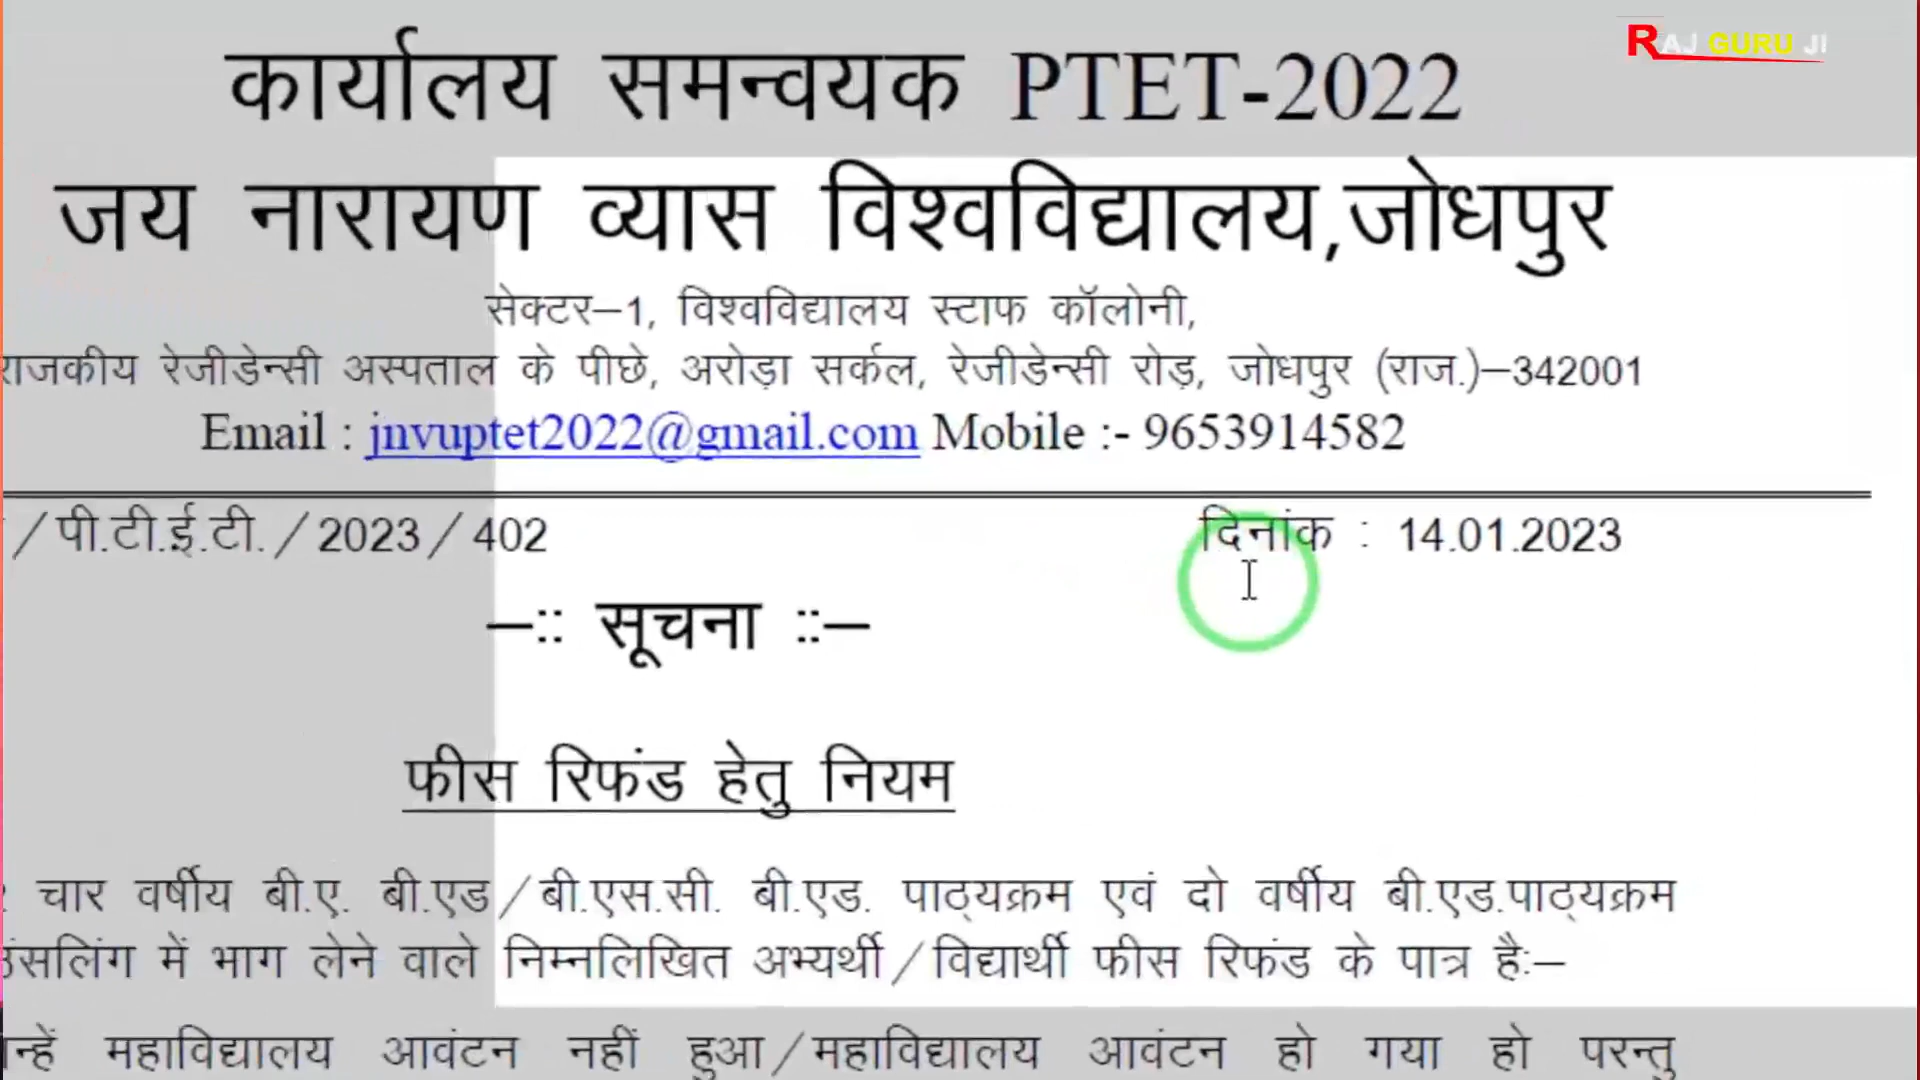 RAJ GURU JI
कार्यालय समन्वयक PTET-2022
जय नारायण व्यास विश्वविद्यालय,जोधपुर
सेक्टर–1, विश्वविद्यालय स्टाफ कॉलोनी,
राजकीय रेजीडेन्सी अस्पताल के पीछे, अरोड़ा सर्कल, रेजीडेन्सी रोड़, जोधपुर (राज.)–342001
Email : jnvuptet2022@gmail.com Mobile :- 9653914582
/पी.टी.ई.टी./2023/402 दिनांक : 14.01.2023
–:: सूचना ::–
फीस रिफंड हेतु नियम
चार वर्षीय बी.ए. बी.एड/बी.एस.सी. बी.एड. पाठ्यक्रम एवं दो वर्षीय बी.एड.पाठ्यक्रम
में भाग लेने वाले निम्नलिखित अभ्यर्थी/विद्यार्थी फीस रिफंड के पात्र है:–
महाविद्यालय आवंटन नहीं हुआ/महाविद्यालय आवंटन हो गया हो परन्तु